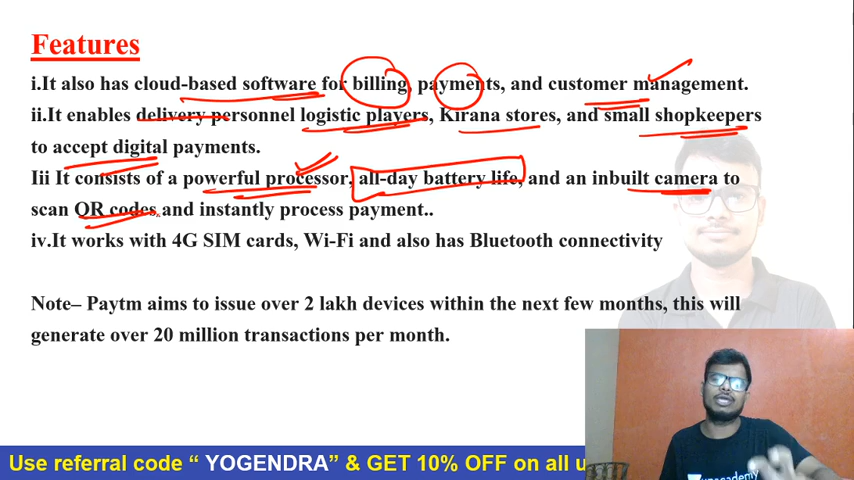 Features
i.It also has cloud-based software for billing, payments, and customer management.
ii.It enables delivery personnel logistic players, Kirana stores, and small shopkeepers
to accept digital payments.
Iii It consists of a powerful processor, all-day battery life, and an inbuilt camera to
scan QR codes and instantly process payment..
iv.It works with 4G SIM cards, Wi-Fi and also has Bluetooth connectivity
Note– Paytm aims to issue over 2 lakh devices within the next few months, this will
generate over 20 million transactions per month.
Use referral code “ YOGENDRA” & GET 10% OFF on all u